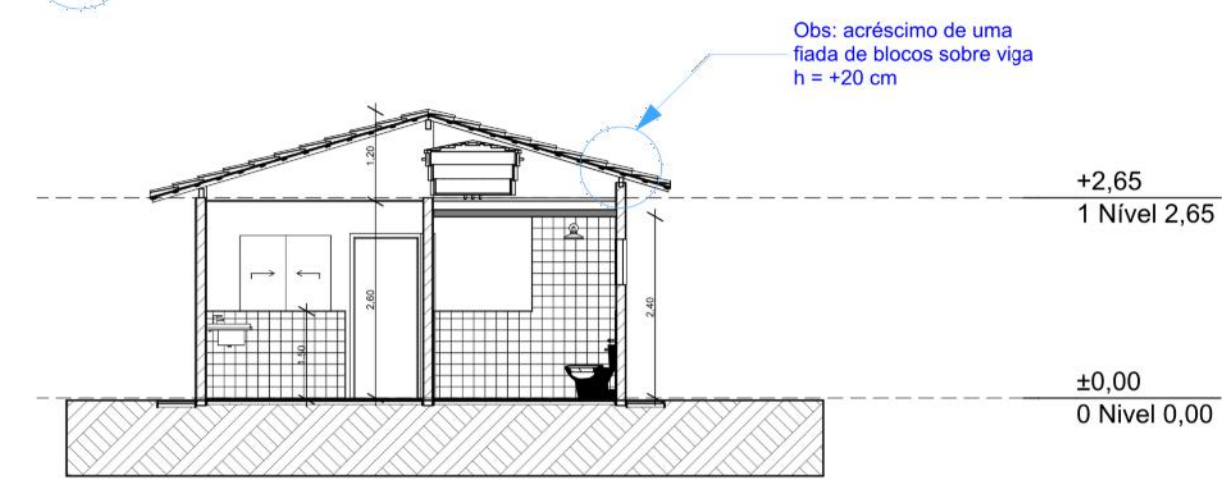 Obs: acréscimo de uma
fiada de blocos sobre viga
h = +20 cm
1,20
+2,65
1 Nível 2,65
2,60
2,40
1,50
±0,00
0 Nivel 0,00